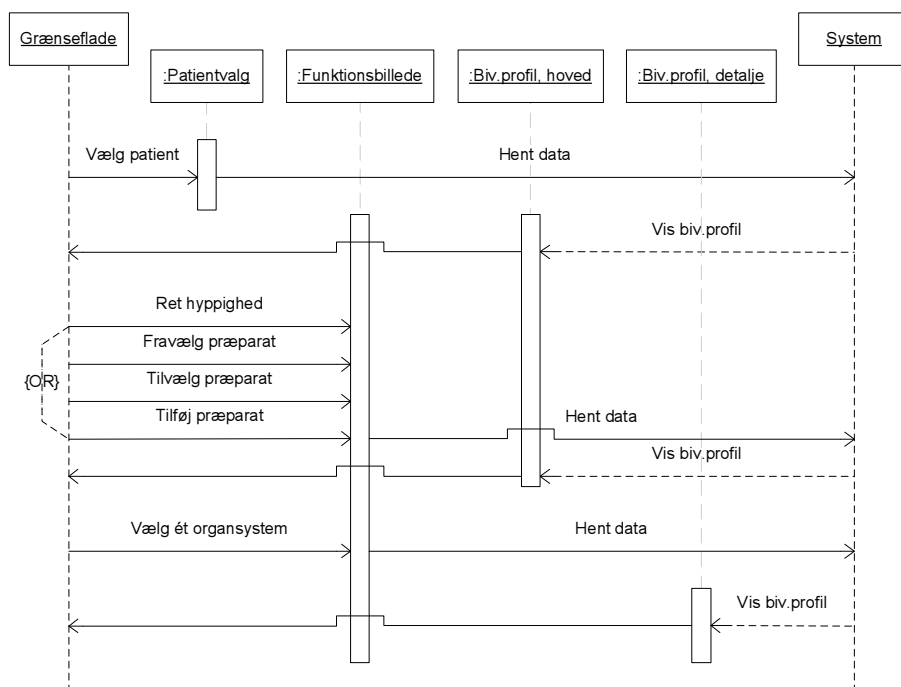 Grænseflade
System
:Patientvalg
:Funktionsbillede
:Biv.profil, hoved
:Biv.profil, detalje
Vælg patient
Hent data
Vis biv.profil
Ret hyppighed
Fravælg præparat
{OR}
Tilvælg præparat
Tilføj præparat
Hent data
Vis biv.profil
Vælg ét organsystem
Hent data
Vis biv.profil